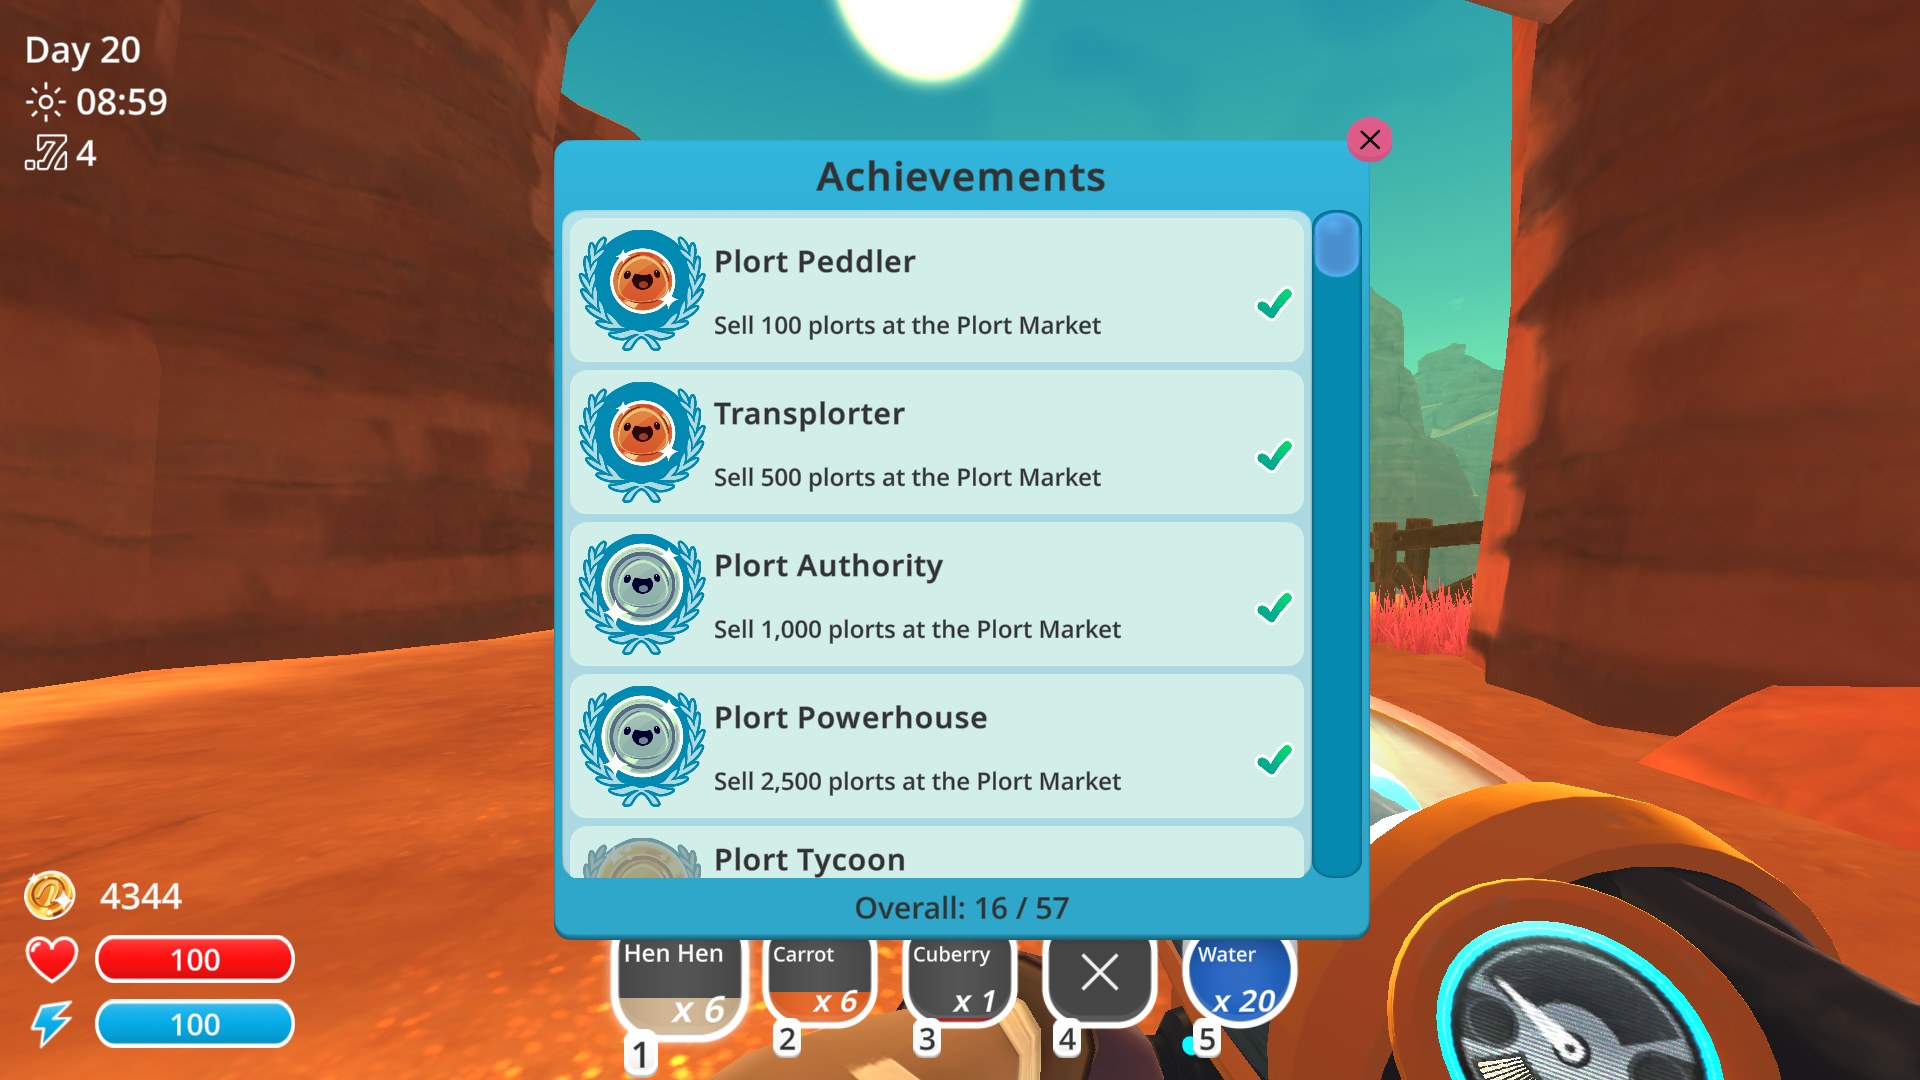 Day 20
08:59
4
Achievements
Plort Peddler
Sell 100 plorts at the Plort Market
Transplorter
Sell 500 plorts at the Plort Market
Plort Authority
Sell 1,000 plorts at the Plort Market
Plort Powerhouse
Sell 2,500 plorts at the Plort Market
Plort Tycoon
Overall: 16 / 57
4344
100
100
Hen Hen
x 6
1
Carrot
x 6
2
Cuberry
x 1
3
4
Water
x 20
5